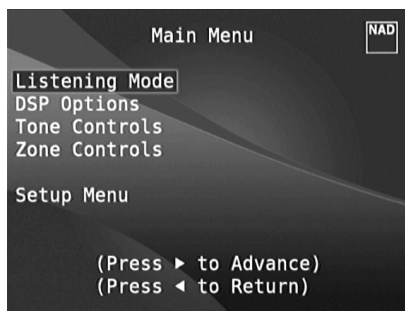 Main Menu
NAD
Listening Mode
DSP Options
Tone Controls
Zone Controls
Setup Menu
(Press ► to Advance)
(Press ◄ to Return)